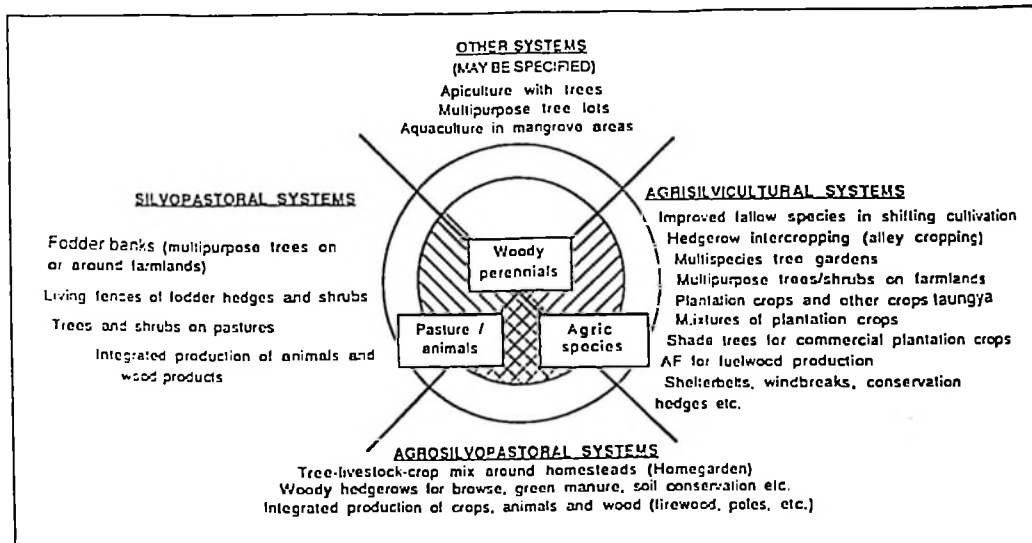 OTHER SYSTEMS
(MAY BE SPECIFIED)
Apiculture with trees
Multipurpose tree lots
Aquaculture in mangrove areas
SILVOPASTORAL SYSTEMS
Fodder banks (multipurpose trees on
or around farmlands)
Living fences of fodder hedges and shrubs
Trees and shrubs on pastures
Integrated production of animals and
wood products
Woody
perennials
Pasture /
animals
Agric
species
AGRISILVICULTURAL SYSTEMS
Improved fallow species in shifting cultivation
Hedgerow intercropping (alley cropping)
Multispecies tree gardens
Multipurpose trees/shrubs on farmlands
Plantation crops and other crops taungya
Mixtures of plantation crops
Shade trees for commercial plantation crops
AF for fuelwood production
Shelterbelts, windbreaks, conservation
hedges etc.
AGROSILVOPASTORAL SYSTEMS
Tree-livestock-crop mix around homesteads (Homegarden)
Woody hedgerows for browse, green manure, soil conservation etc.
Integrated production of crops, animals and wood (firewood, poles, etc.)